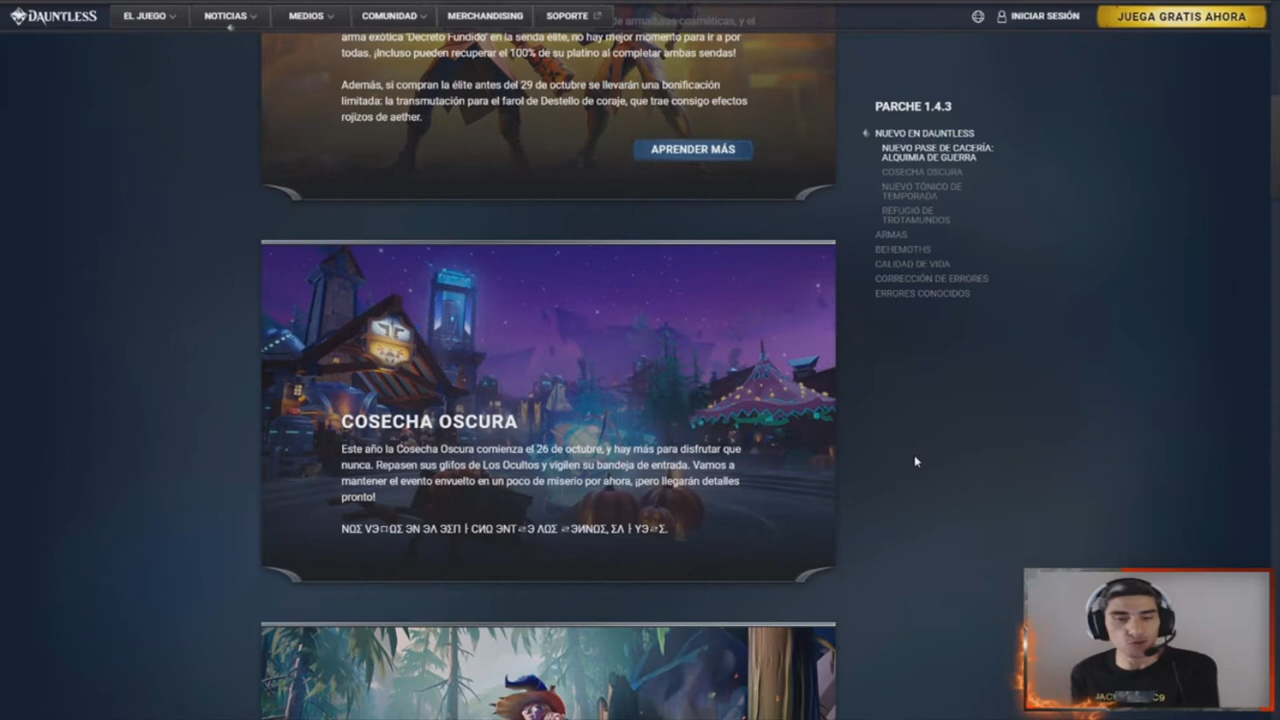 DAUNTLESS
EL JUEGO
NOTICIAS
MEDIOS
COMUNIDAD
MERCHANDISING
SOPORTE
INICIAR SESIÓN
JUEGA GRATIS AHORA
de armaduras cosméticas, y el
arma exótica 'Decreto Fundido' en la senda élite, no hay mejor momento para ir a por
todas. ¡Incluso pueden recuperar el 100% de su platino al completar ambas sendas!
Además, si compran la élite antes del 29 de octubre se llevarán una bonificación
limitada: la transmutación para el farol de Destello de coraje, que trae consigo efectos
rojizos de aether.
APRENDER MÁS
COSECHA OSCURA
Este año la Cosecha Oscura comienza el 26 de octubre, y hay más para disfrutar que
nunca. Repasen sus glifos de Los Ocultos y vigilen su bandeja de entrada. Vamos a
mantener el evento envuelto en un poco de miserio por ahora, ¡pero llegarán detalles
pronto!
PARCHE 1.4.3
NUEVO EN DAUNTLESS
NUEVO PASE DE CACERÍA:
ALQUIMIA DE GUERRA
COSECHA OSCURA
NUEVO TÓNICO DE
TEMPORADA
REFUGIO DE
TROTAMUNDOS
ARMAS
BEHEMOTHS
CALIDAD DE VIDA
CORRECCIÓN DE ERRORES
ERRORES CONOCIDOS